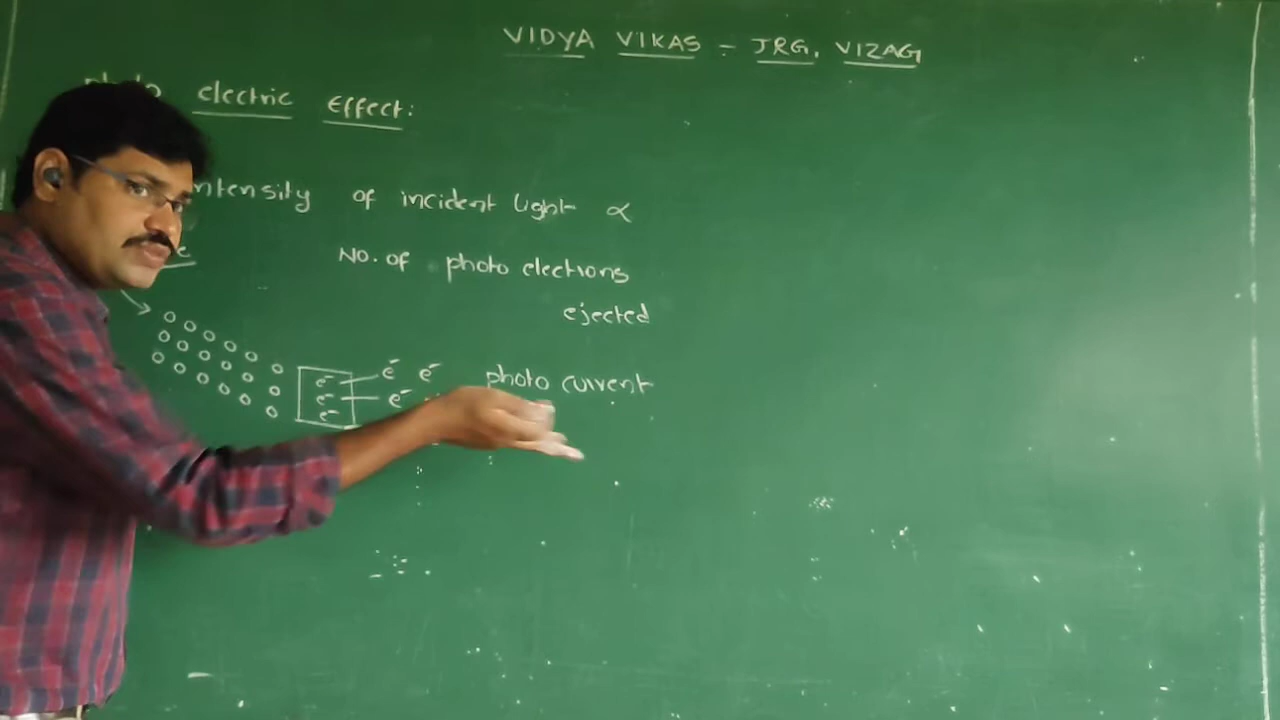 VIDYA VIKAS - JRG, VIZAG
electric Effect:
ntensity of incident light ∝
No. of photo electrons
ejected
e⁻ e⁻
e⁻ e⁻
e⁻
e⁻
photo current